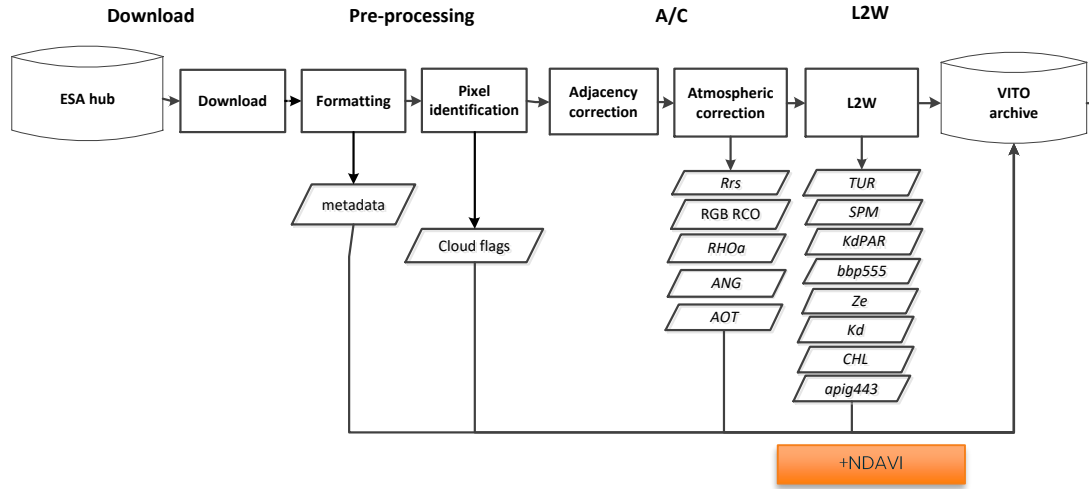 Download
Pre-processing
A/C
L2W
ESA hub
Download
Formatting
Pixel
identification
Adjacency
correction
Atmospheric
correction
L2W
VITO
archive
metadata
Cloud flags
Rrs
RGB RCO
RHOa
ANG
AOT
TUR
SPM
KdPAR
bbp555
Ze
Kd
CHL
apig443
+NDAVI